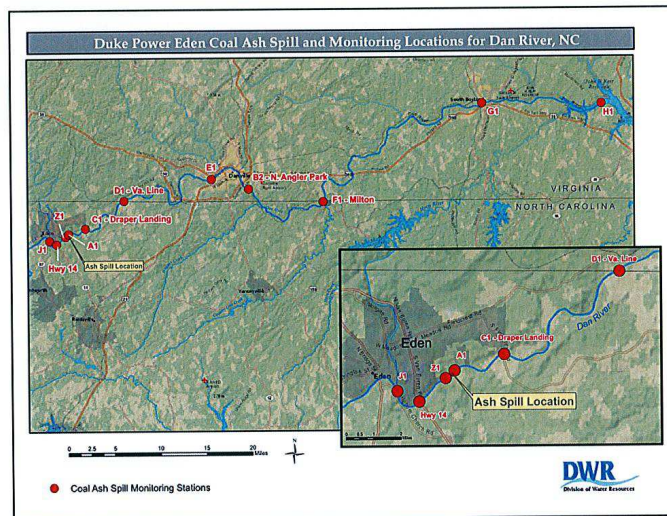 Duke Power Eden Coal Ash Spill and Monitoring Locations for Dan River, NC
G1
H1
E1
B2 - N. Angler Park
D1 - Va. Line
F1 - Milton
VIRGINIA
NORTH CAROLINA
Z1
C1 - Draper Landing
J1
A1
Hwy 14
Ash Spill Location
D1 - Va. Line
Dan River
C1 - Draper Landing
Eden
A1
Z1
Eden
J1
Ash Spill Location
Hwy 14
0 2.5 5 10 15 20
Miles
N
Coal Ash Spill Monitoring Stations
DWR
Division of Water Resources